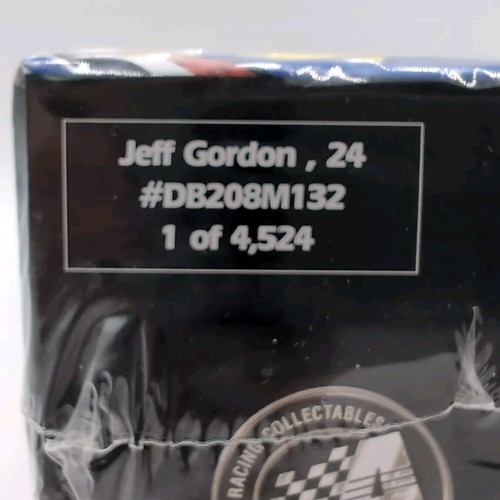 Jeff Gordon , 24
#DB208M132
1 of 4,524
RACING COLLECTABLES